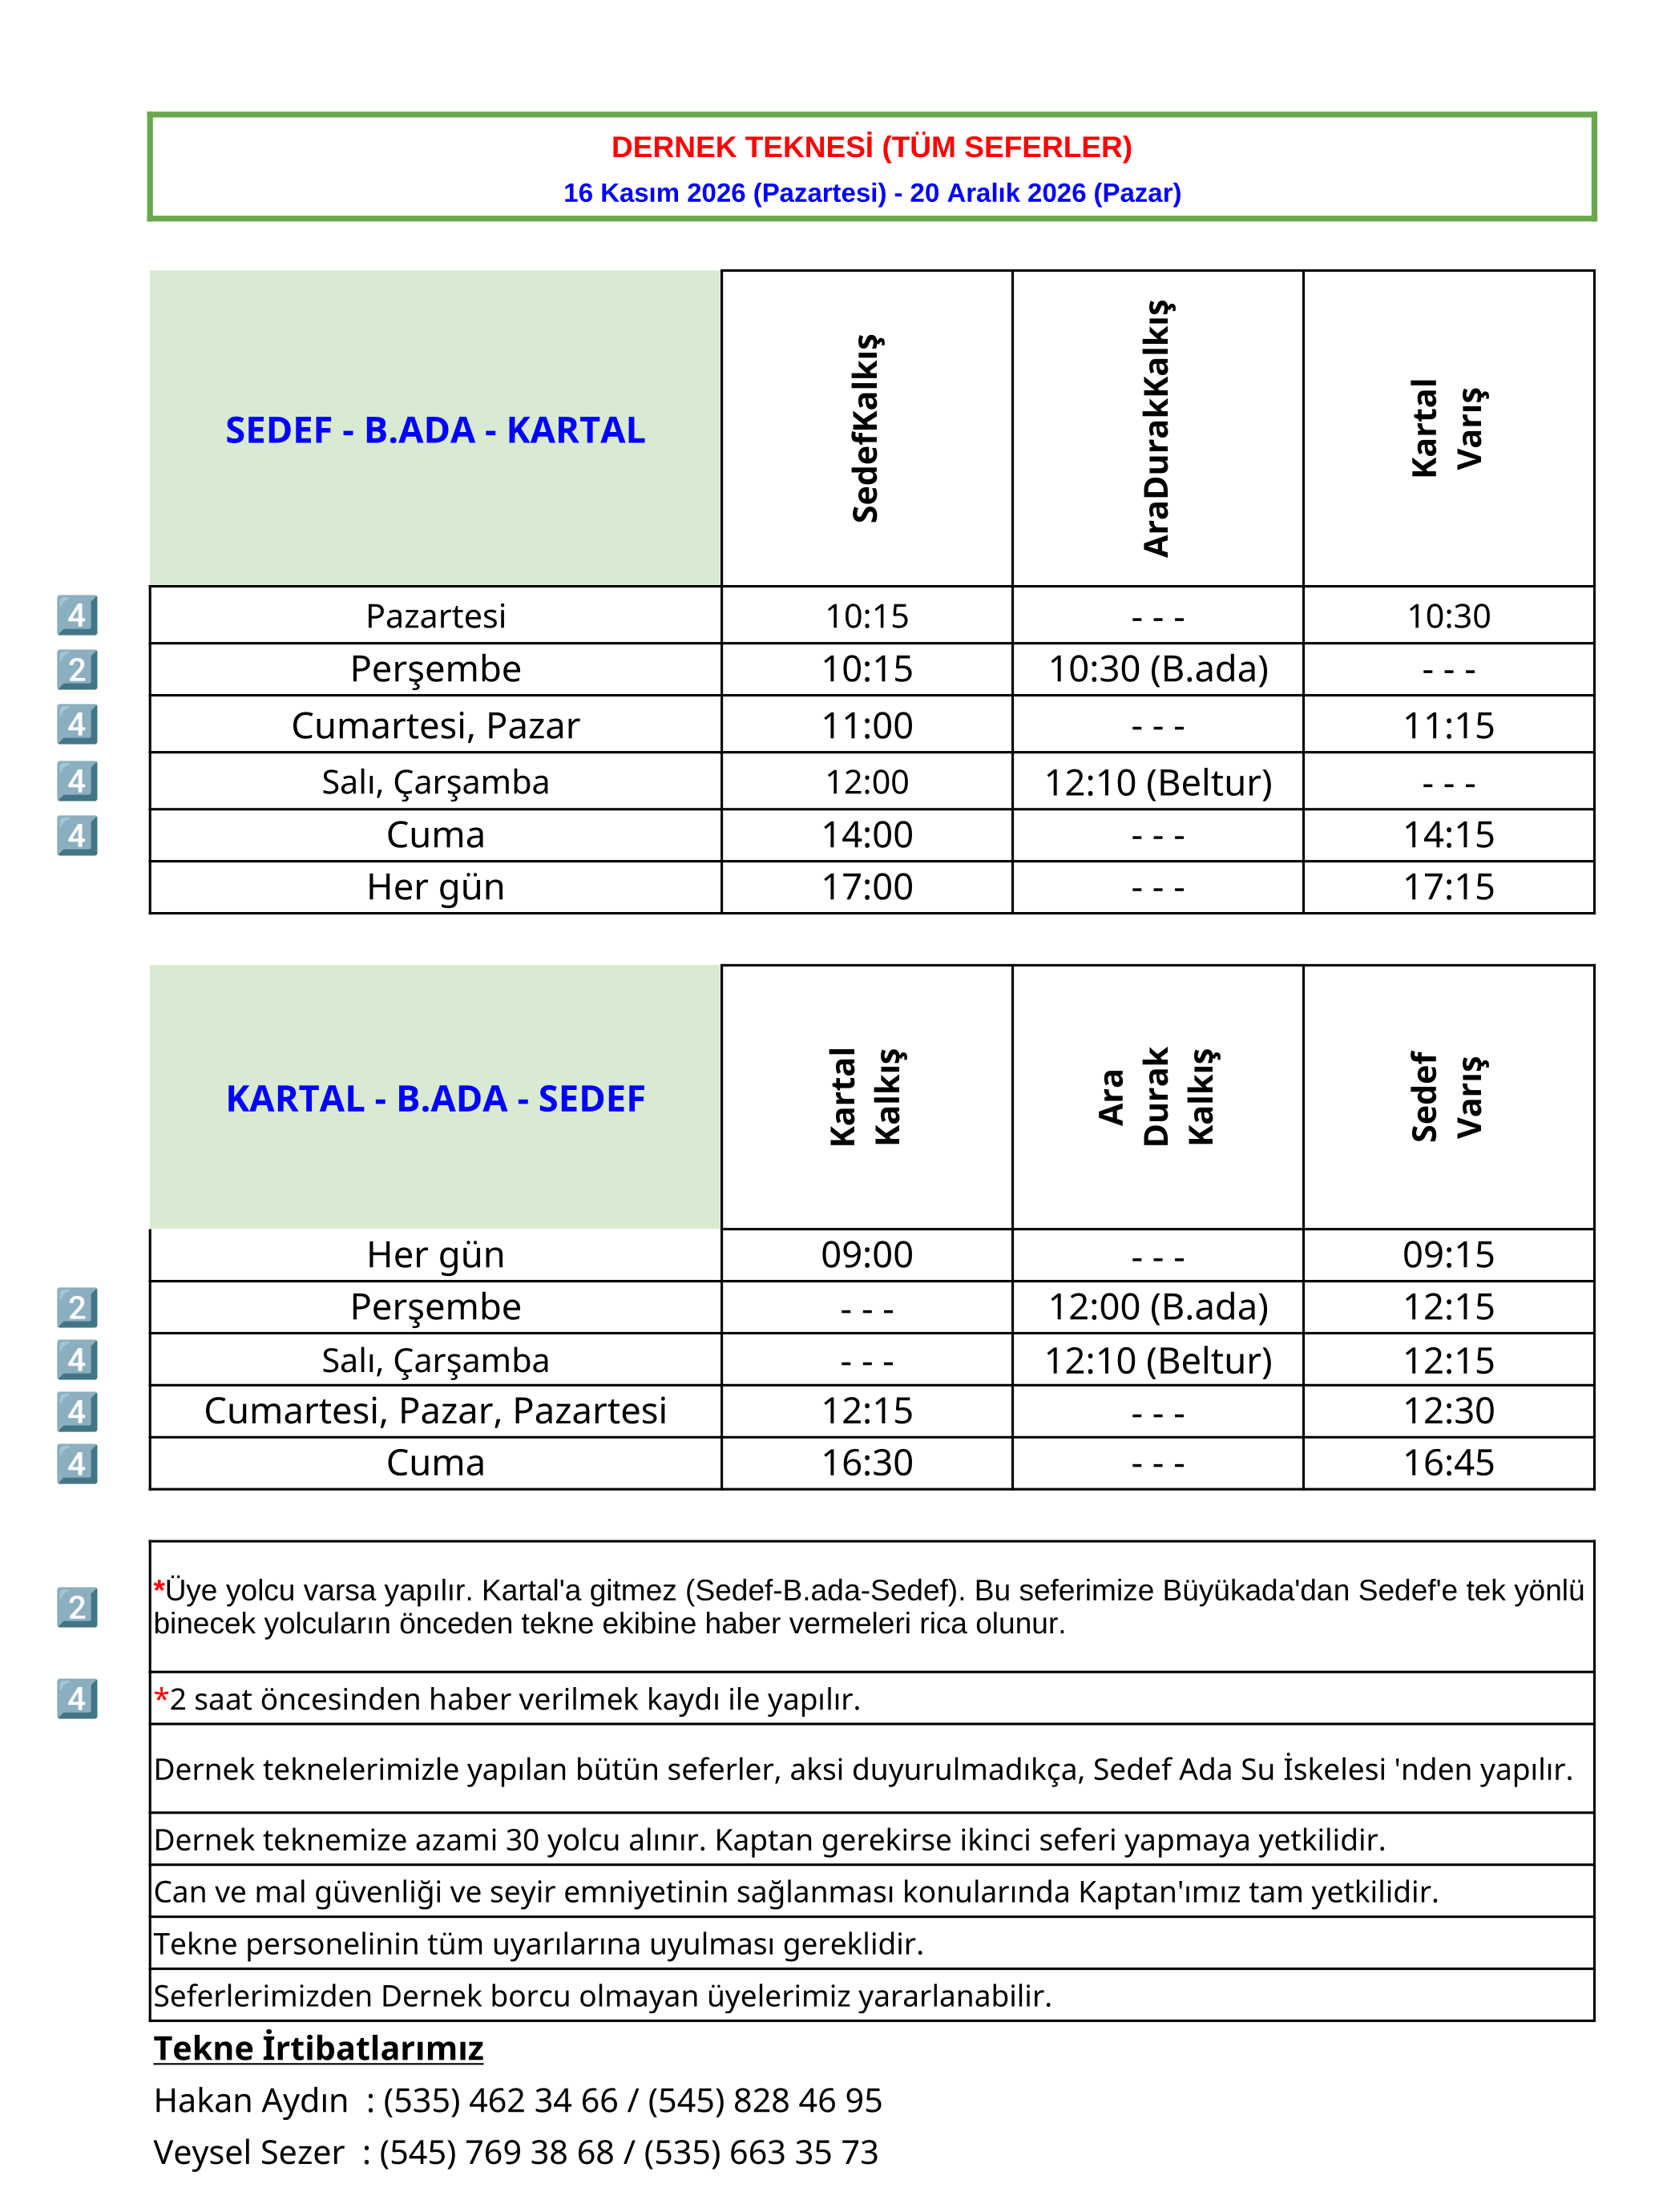 DERNEK TEKNESİ (TÜM SEFERLER)
16 Kasım 2026 (Pazartesi) - 20 Aralık 2026 (Pazar)
SEDEF - B.ADA - KARTAL
SedefKalkış
AraDurakKalkış
Kartal
Varış
4 Pazartesi 10:15 - - - 10:30
2 Perşembe 10:15 10:30 (B.ada) - - -
4 Cumartesi, Pazar 11:00 - - - 11:15
4 Salı, Çarşamba 12:00 12:10 (Beltur) - - -
4 Cuma 14:00 - - - 14:15
Her gün 17:00 - - - 17:15
KARTAL - B.ADA - SEDEF
Kartal
Kalkış
Ara
Durak
Kalkış
Sedef
Varış
Her gün 09:00 - - - 09:15
2 Perşembe - - - 12:00 (B.ada) 12:15
4 Salı, Çarşamba - - - 12:10 (Beltur) 12:15
4 Cumartesi, Pazar, Pazartesi 12:15 - - - 12:30
4 Cuma 16:30 - - - 16:45
2 *Üye yolcu varsa yapılır. Kartal'a gitmez (Sedef-B.ada-Sedef). Bu seferimize Büyükada'dan Sedef'e tek yönlü
binecek yolcuların önceden tekne ekibine haber vermeleri rica olunur.
4 *2 saat öncesinden haber verilmek kaydı ile yapılır.
Dernek teknelerimizle yapılan bütün seferler, aksi duyurulmadıkça, Sedef Ada Su İskelesi 'nden yapılır.
Dernek teknemize azami 30 yolcu alınır. Kaptan gerekirse ikinci seferi yapmaya yetkilidir.
Can ve mal güvenliği ve seyir emniyetinin sağlanması konularında Kaptan'ımız tam yetkilidir.
Tekne personelinin tüm uyarılarına uyulması gereklidir.
Seferlerimizden Dernek borcu olmayan üyelerimiz yararlanabilir.
Tekne İrtibatlarımız
Hakan Aydın : (535) 462 34 66 / (545) 828 46 95
Veysel Sezer : (545) 769 38 68 / (535) 663 35 73